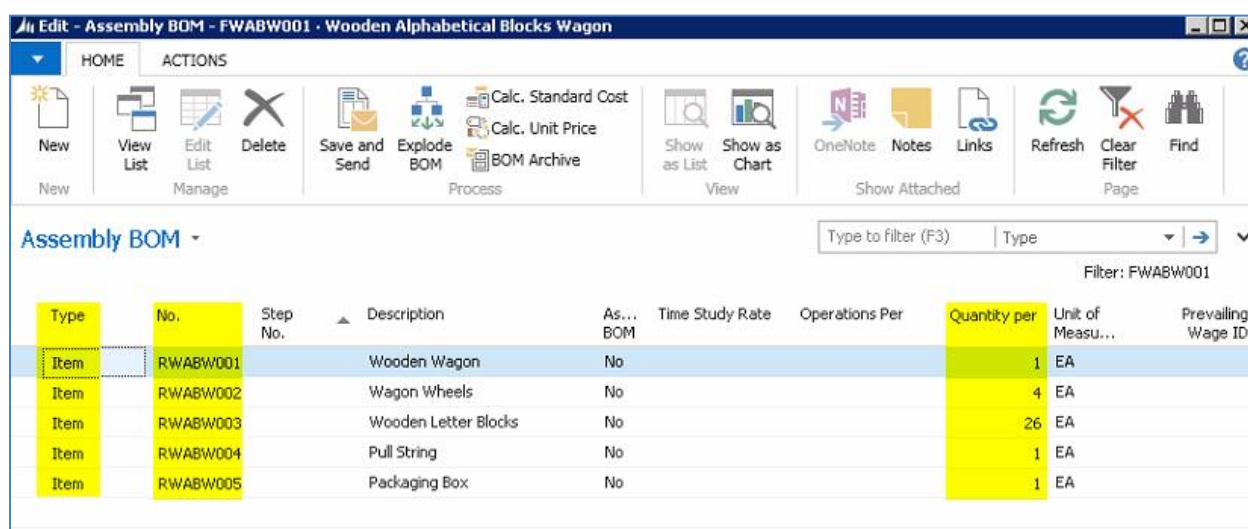 Edit - Assembly BOM - FWABW001 · Wooden Alphabetical Blocks Wagon
HOME ACTIONS
New
View List
Edit List
Delete
Save and Send
Explode BOM
Calc. Standard Cost
Calc. Unit Price
BOM Archive
Show as List
Show as Chart
OneNote
Notes
Links
Refresh
Clear Filter
Find
New Manage Process View Show Attached Page
Assembly BOM
Type to filter (F3) Type
Filter: FWABW001
Type No. Step No. Description As... BOM Time Study Rate Operations Per Quantity per Unit of Measu... Prevailing Wage ID
Item RWABW001 Wooden Wagon No 1 EA
Item RWABW002 Wagon Wheels No 4 EA
Item RWABW003 Wooden Letter Blocks No 26 EA
Item RWABW004 Pull String No 1 EA
Item RWABW005 Packaging Box No 1 EA